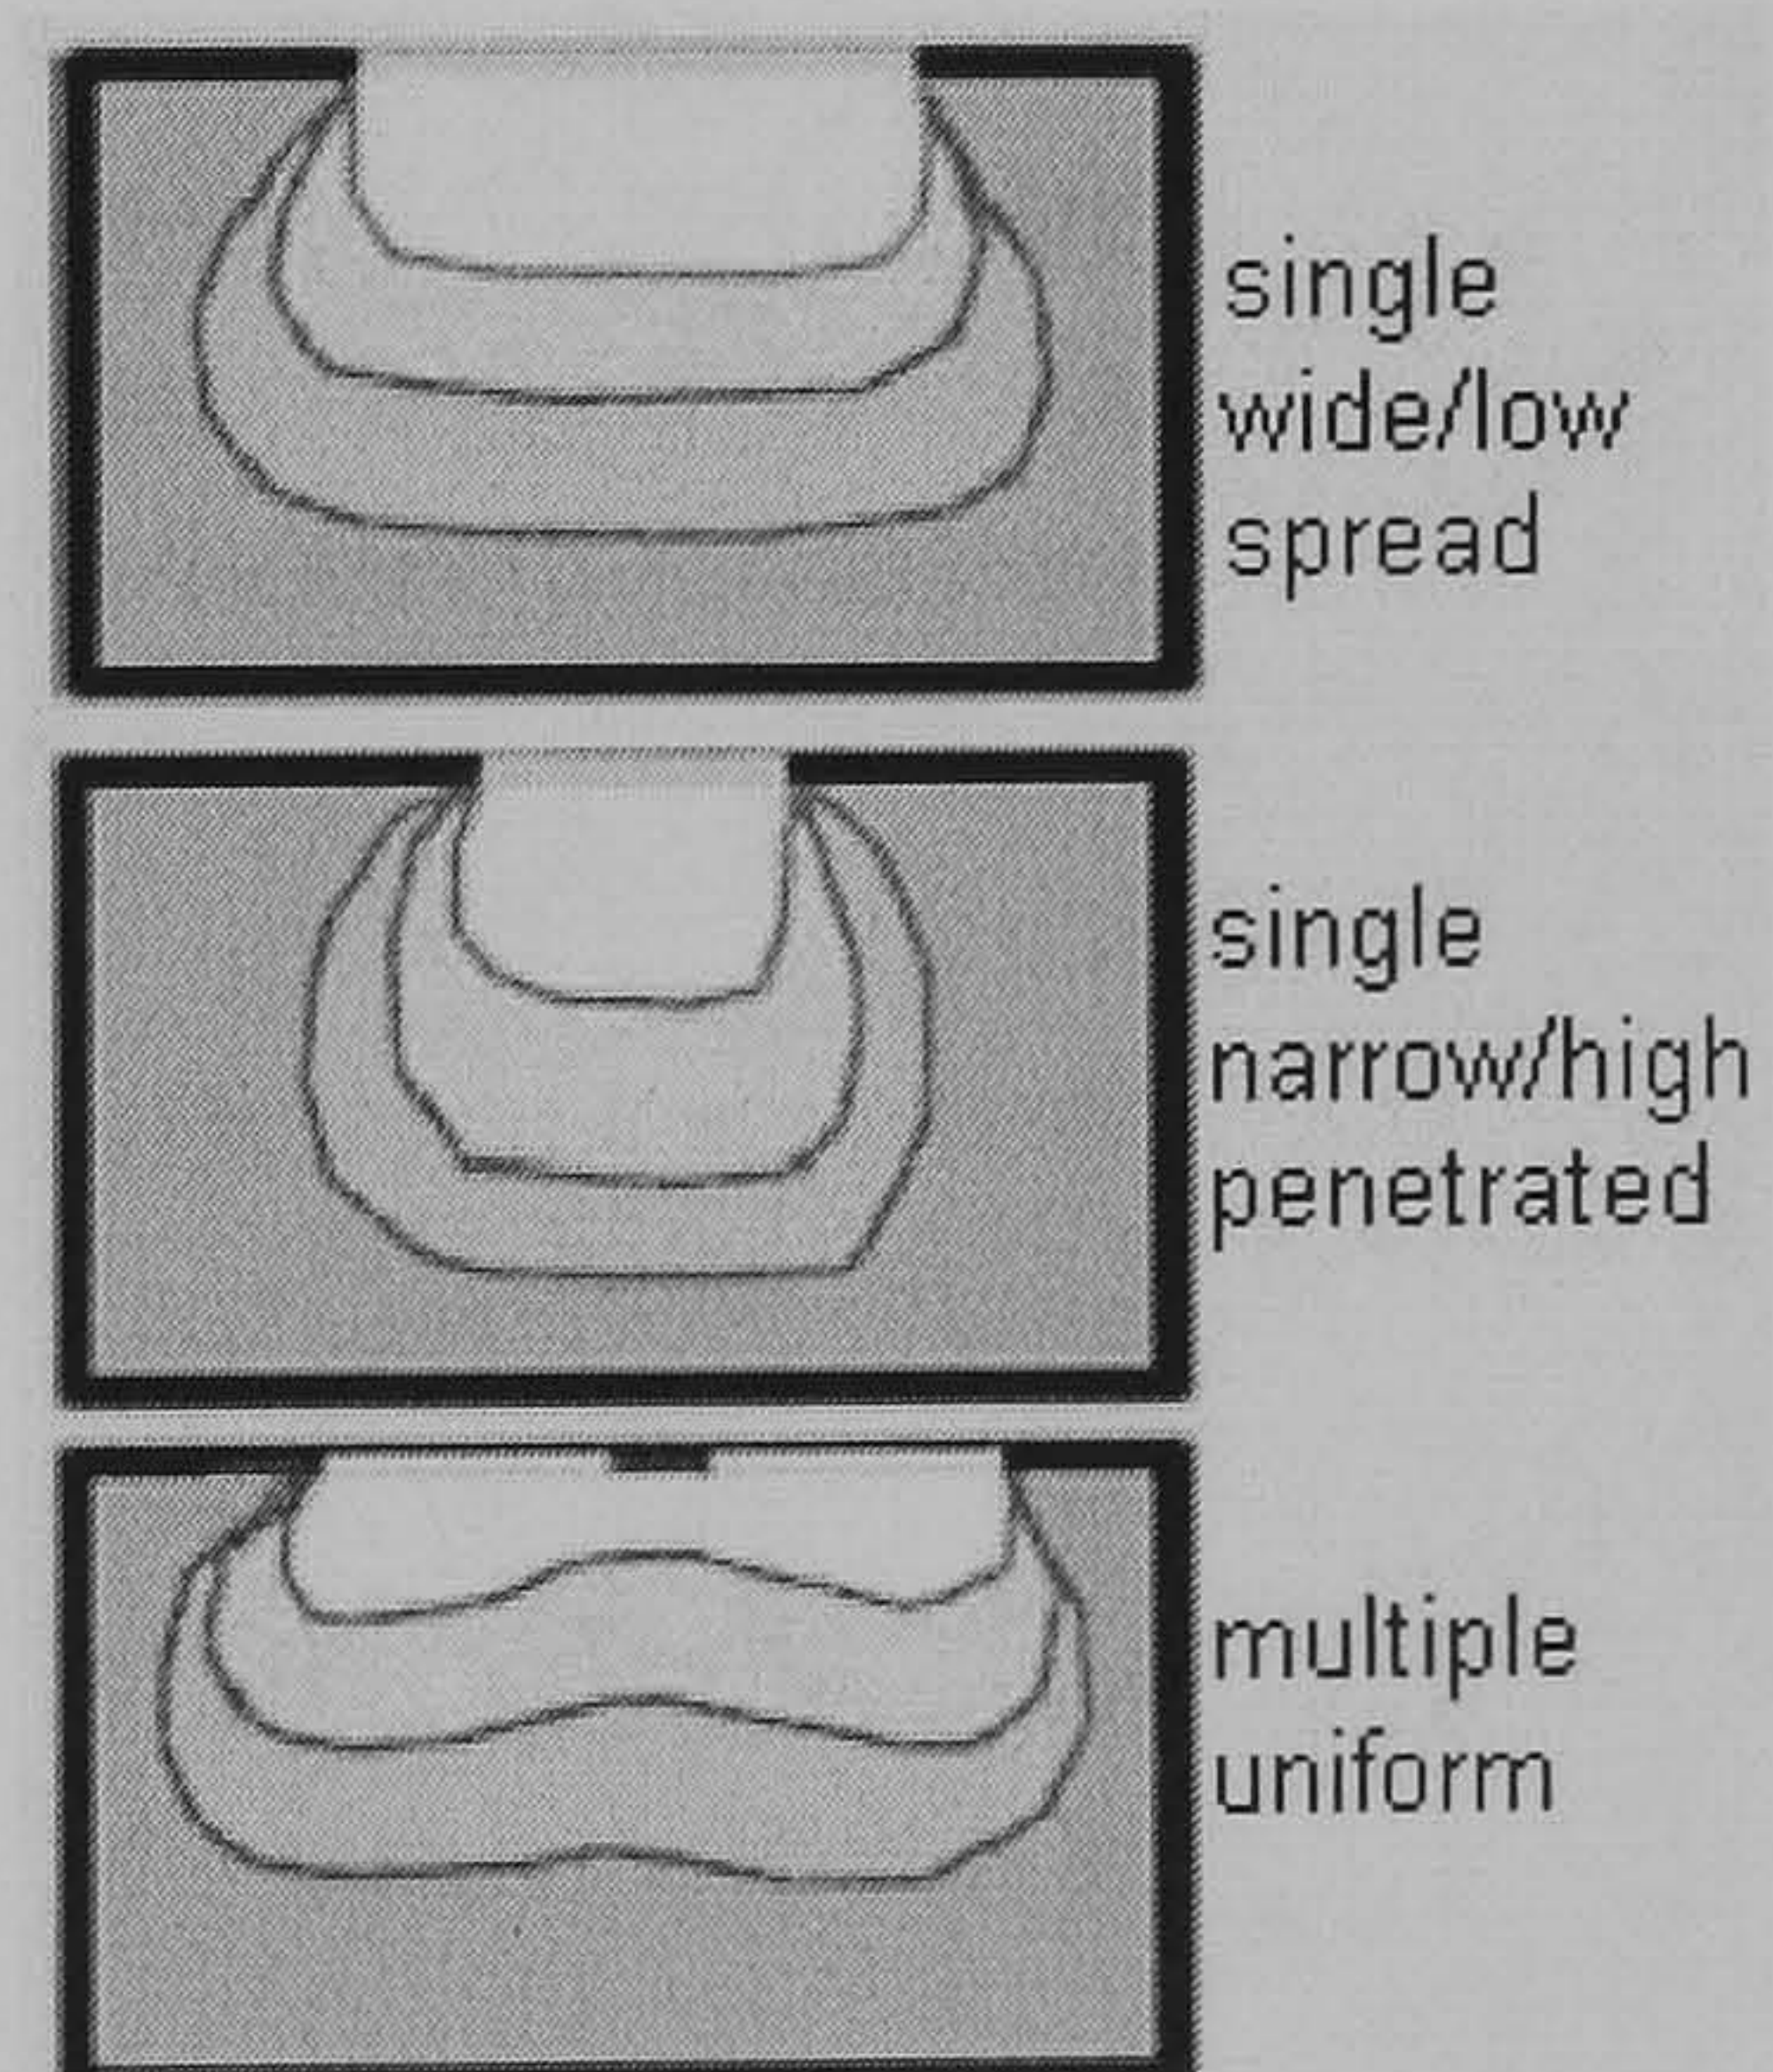 single
wide/low
spread
single
narrow/high
penetrated
multiple
uniform